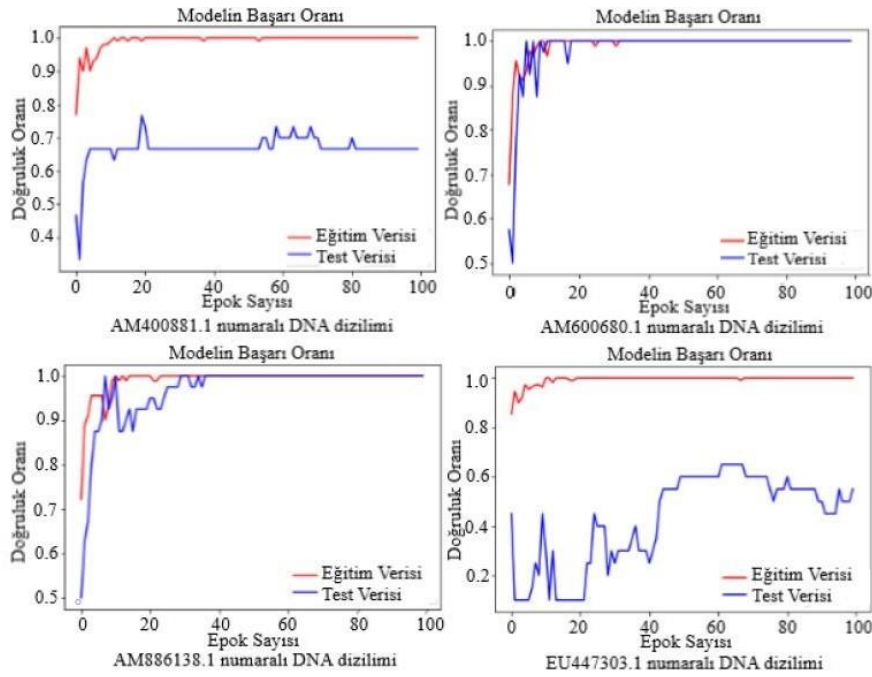 Modelin Başarı Oranı
Doğruluk Oranı
1.0
0.9
0.8
0.7
0.6
0.5
0.4
Eğitim Verisi
Test Verisi
0 20 40 60 80 100
Epok Sayısı
AM400881.1 numaralı DNA dizilimi
Modelin Başarı Oranı
Doğruluk Oranı
1.0
0.9
0.8
0.7
0.6
0.5
Eğitim Verisi
Test Verisi
0 20 40 60 80 100
Epok Sayısı
AM600680.1 numaralı DNA dizilimi
Modelin Başarı Oranı
Doğruluk Oranı
1.0
0.9
0.8
0.7
0.6
0.5
Eğitim Verisi
Test Verisi
0 20 40 60 80 100
Epok Sayısı
AM886138.1 numaralı DNA dizilimi
Modelin Başarı Oranı
Doğruluk Oranı
1.0
0.8
0.6
0.4
0.2
Eğitim Verisi
Test Verisi
0 20 40 60 80 100
Epok Sayısı
EU447303.1 numaralı DNA dizilimi